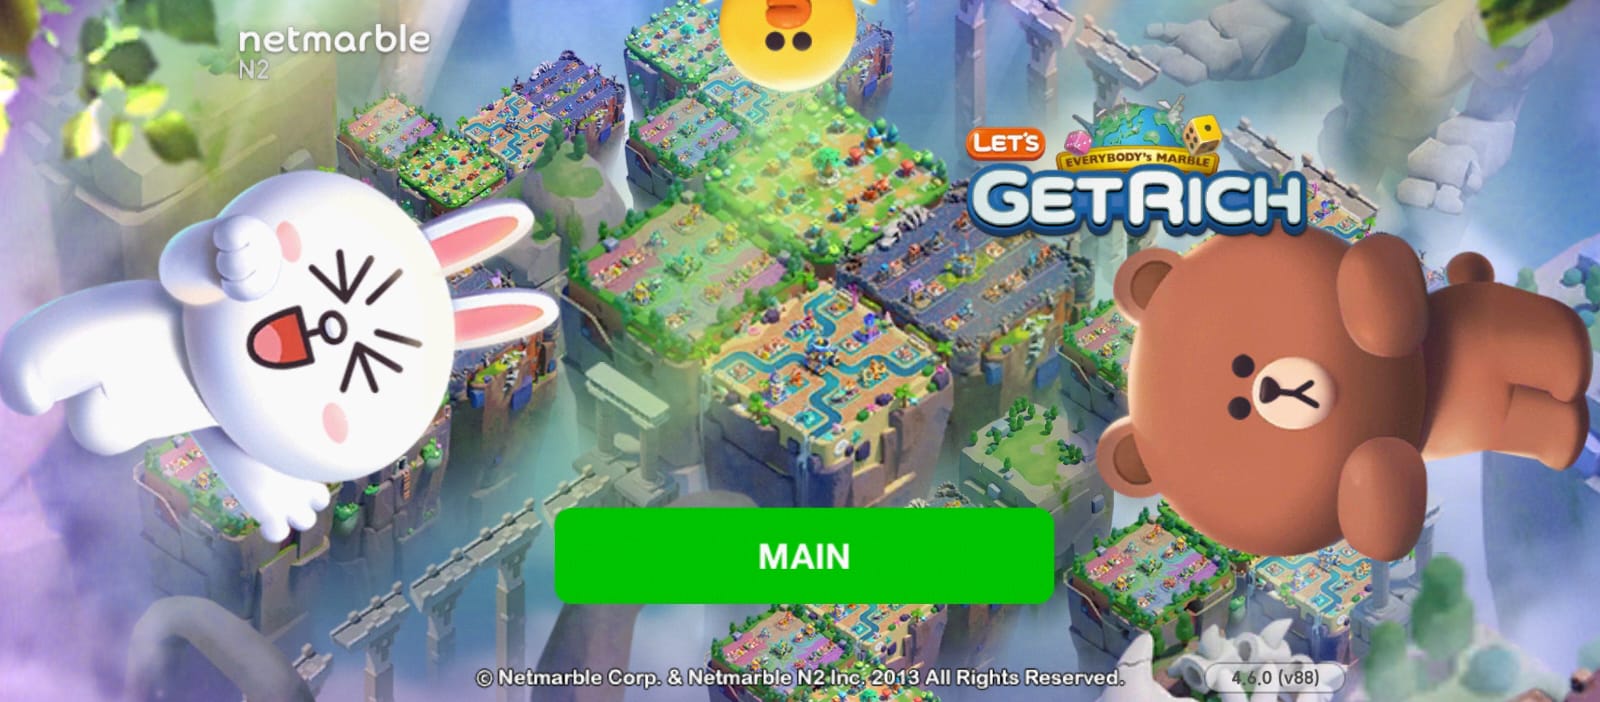 netmarble
N2
LET'S
EVERYBODY'S MARBLE
GET RICH
MAIN
© Netmarble Corp. & Netmarble N2 Inc. 2013 All Rights Reserved.
4.6.0 (v88)